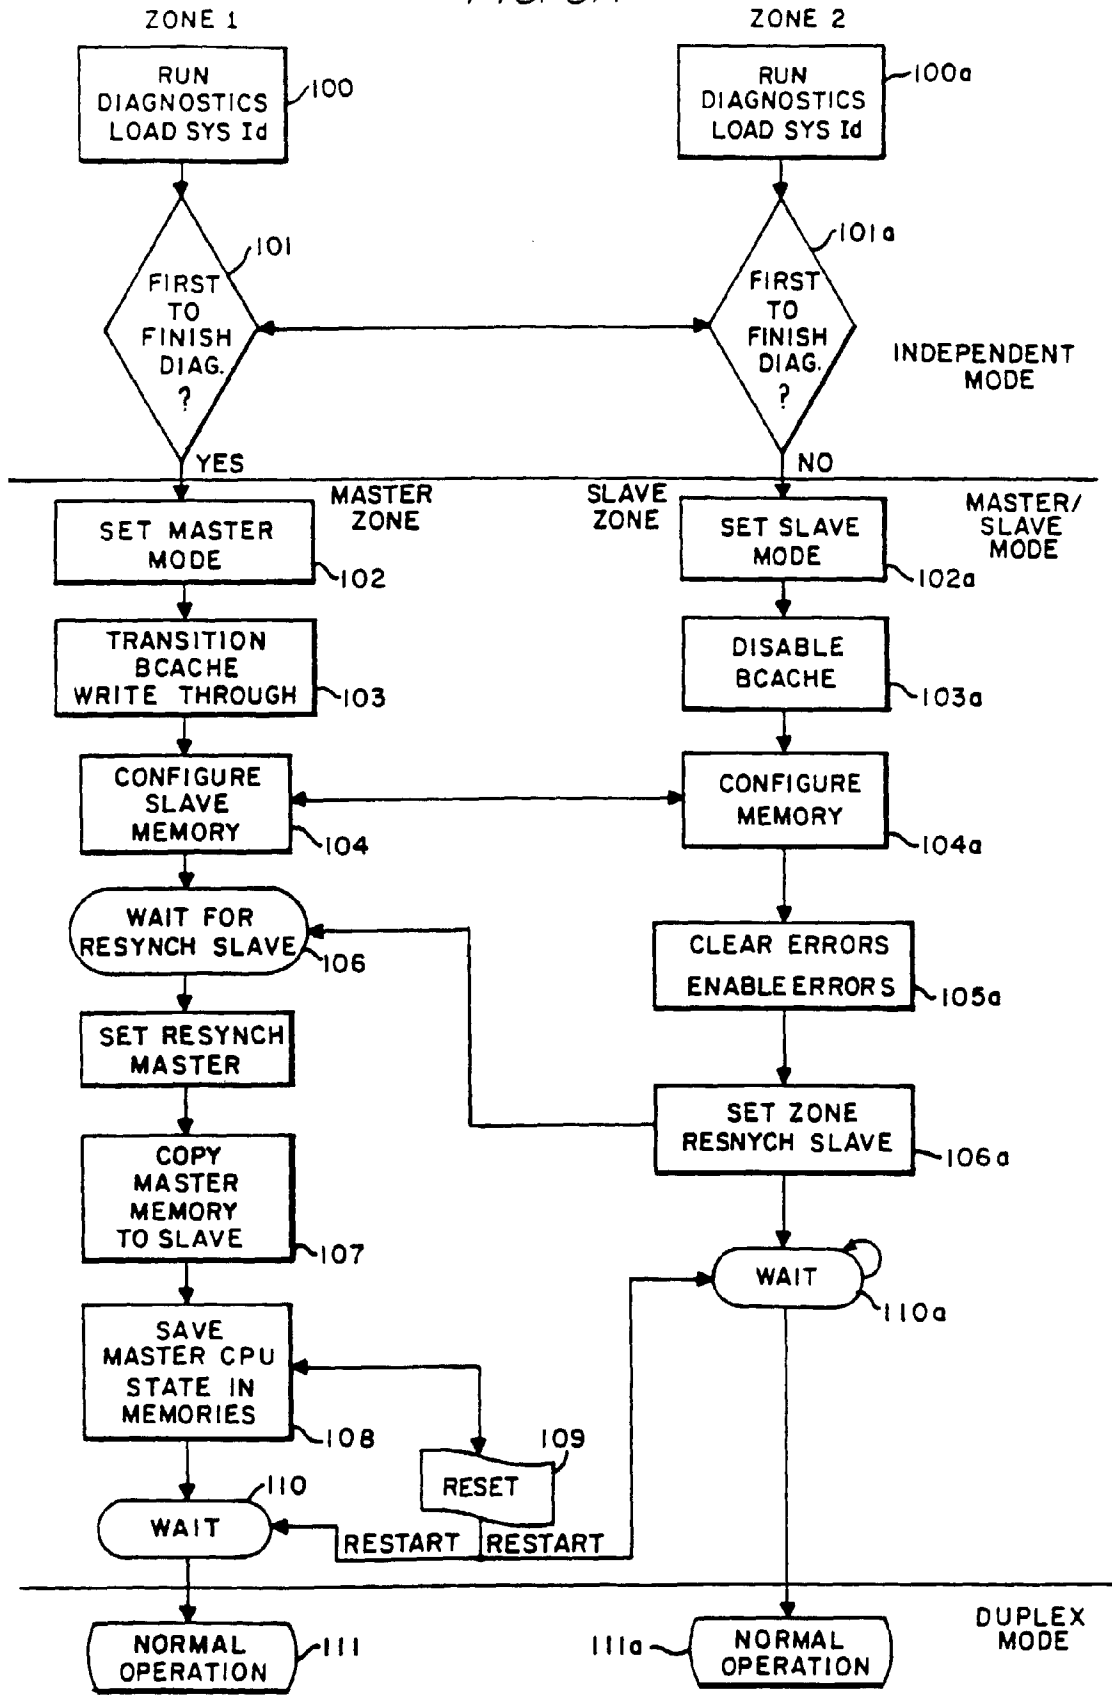 ZONE 1
RUN
DIAGNOSTICS
LOAD SYS Id
100
FIRST
TO
FINISH
DIAG.
?
101
YES
MASTER
ZONE
SET MASTER
MODE
102
TRANSITION
BCACHE
WRITE THROUGH
103
CONFIGURE
SLAVE
MEMORY
104
WAIT FOR
RESYNCH SLAVE
106
SET RESYNCH
MASTER
COPY
MASTER
MEMORY
TO SLAVE
107
SAVE
MASTER CPU
STATE IN
MEMORIES
108
109
RESET
110
WAIT
RESTART
RESTART
NORMAL
OPERATION
111
ZONE 2
RUN
DIAGNOSTICS
LOAD SYS Id
100a
FIRST
TO
FINISH
DIAG.
?
101a
INDEPENDENT
MODE
NO
SLAVE
ZONE
MASTER/
SLAVE
MODE
SET SLAVE
MODE
102a
DISABLE
BCACHE
103a
CONFIGURE
MEMORY
104a
CLEAR ERRORS
ENABLE ERRORS
105a
SET ZONE
RESNYCH SLAVE
106a
WAIT
110a
DUPLEX
MODE
NORMAL
OPERATION
111a